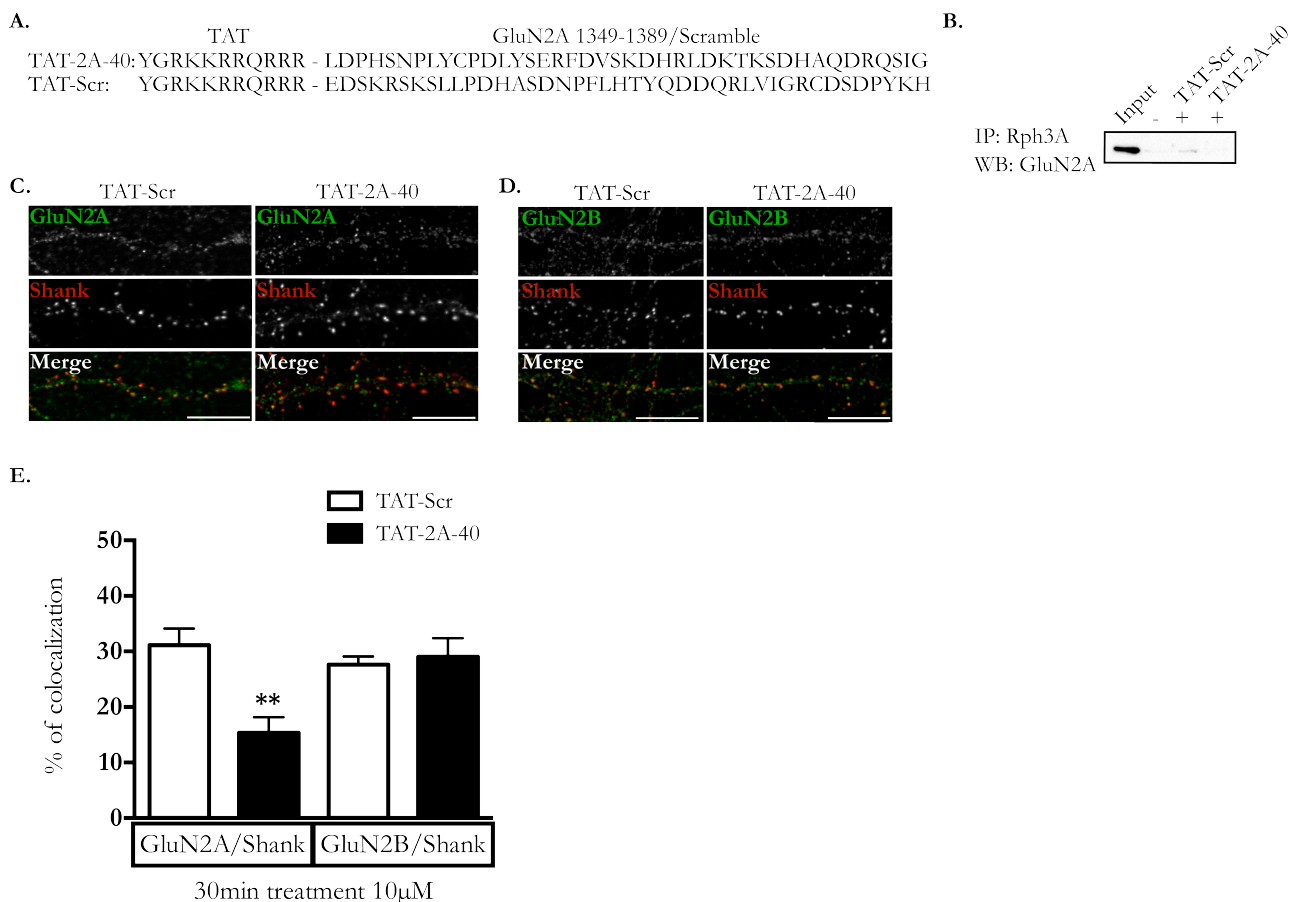 A.
TAT GluN2A 1349-1389/Scramble
TAT-2A-40: YGRKKRRQRRR - LDPHSNPLYCPDLYSERFDVSKDHRLDKTKSDHAQDRQSIG
TAT-Scr: YGRKKRRQRRR - EDSKRSKSLLPDHASDNPFLHTYQDDQRLVIGRCDSDPYKH
B.
Input - TAT-Scr + TAT-2A-40 +
IP: Rph3A
WB: GluN2A
C.
TAT-Scr TAT-2A-40
GluN2A GluN2A
Shank Shank
Merge Merge
D.
TAT-Scr TAT-2A-40
GluN2B GluN2B
Shank Shank
Merge Merge
E.
TAT-Scr
TAT-2A-40
% of colocalization
50
40
30
20
10
0
**
GluN2A/Shank GluN2B/Shank
30min treatment 10µM